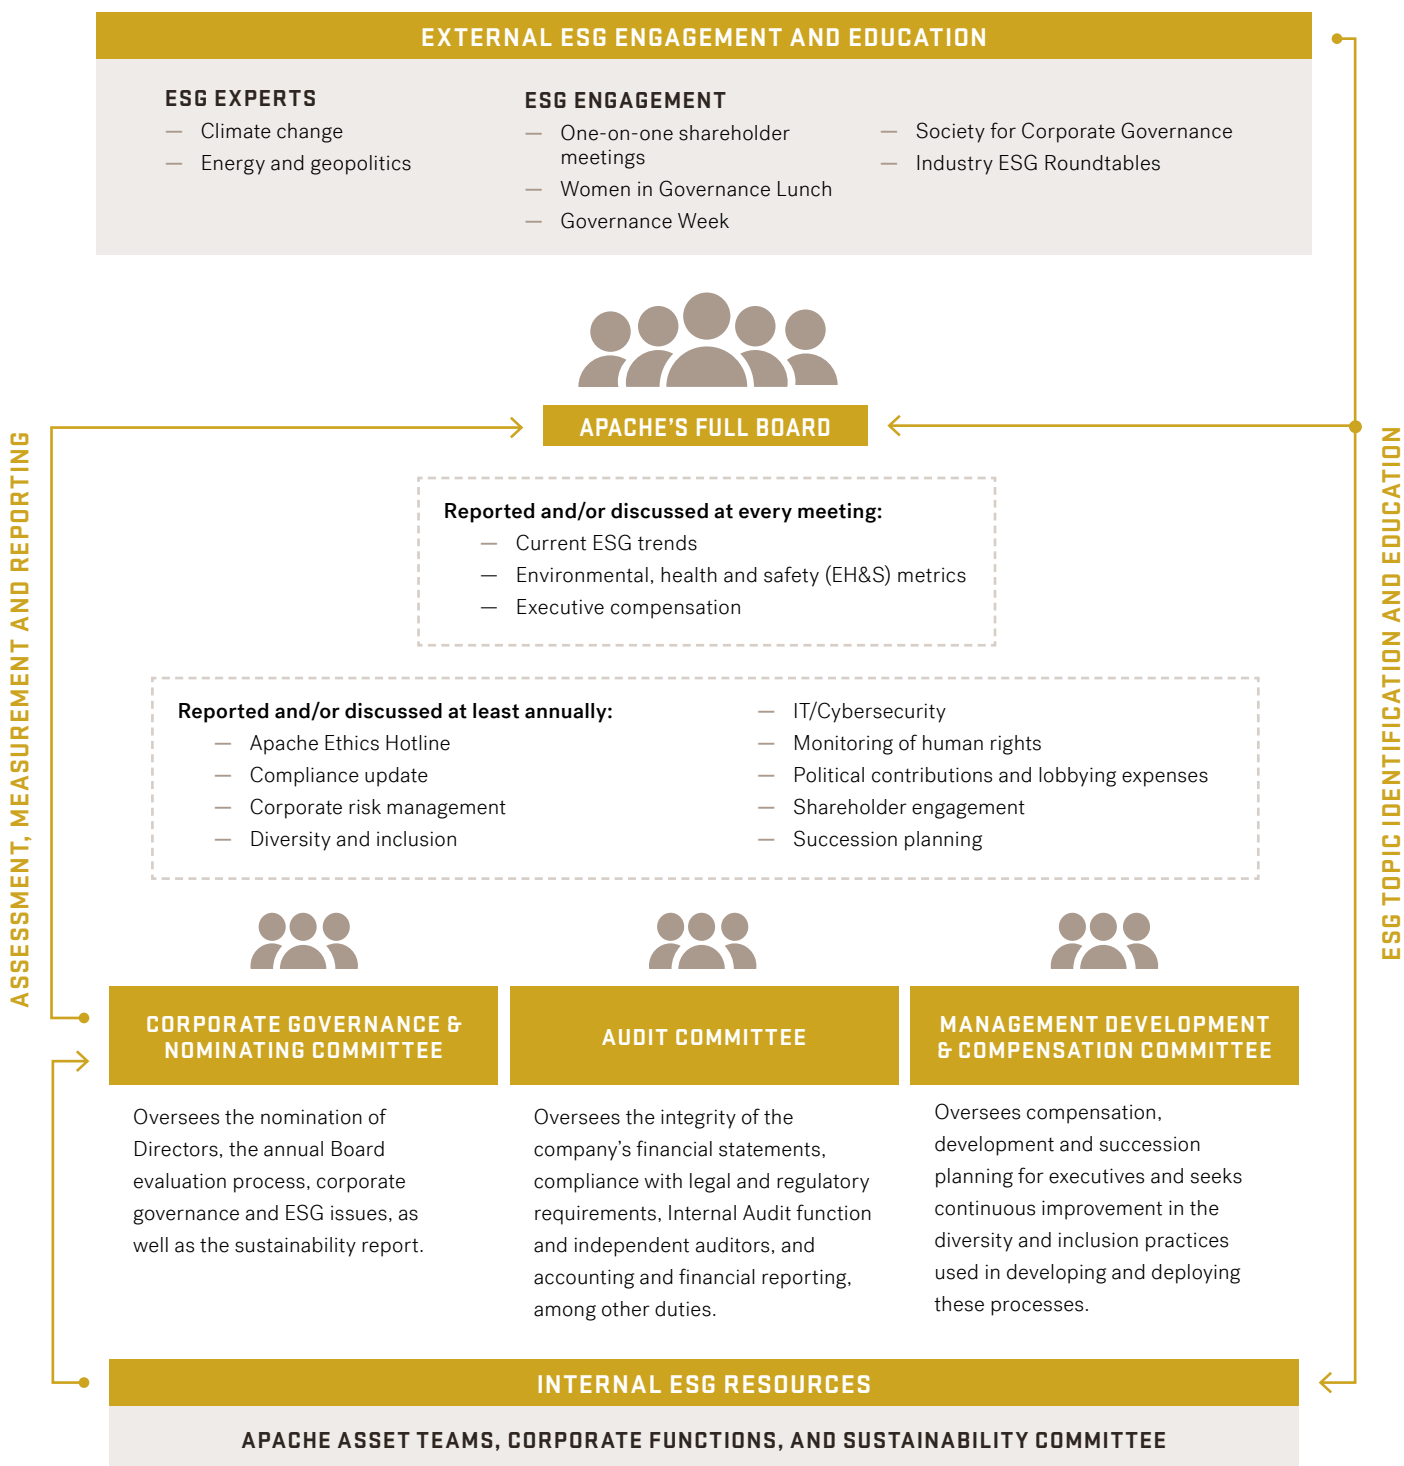 EXTERNAL ESG ENGAGEMENT AND EDUCATION
ESG EXPERTS
— Climate change
— Energy and geopolitics
ESG ENGAGEMENT
— One-on-one shareholder
meetings
— Women in Governance Lunch
— Governance Week
— Society for Corporate Governance
— Industry ESG Roundtables
APACHE'S FULL BOARD
ASSESSMENT, MEASUREMENT AND REPORTING
ESG TOPIC IDENTIFICATION AND EDUCATION
Reported and/or discussed at every meeting:
— Current ESG trends
— Environmental, health and safety (EH&S) metrics
— Executive compensation
Reported and/or discussed at least annually:
— Apache Ethics Hotline
— Compliance update
— Corporate risk management
— Diversity and inclusion
— IT/Cybersecurity
— Monitoring of human rights
— Political contributions and lobbying expenses
— Shareholder engagement
— Succession planning
CORPORATE GOVERNANCE &
NOMINATING COMMITTEE
Oversees the nomination of
Directors, the annual Board
evaluation process, corporate
governance and ESG issues, as
well as the sustainability report.
AUDIT COMMITTEE
Oversees the integrity of the
company's financial statements,
compliance with legal and regulatory
requirements, Internal Audit function
and independent auditors, and
accounting and financial reporting,
among other duties.
MANAGEMENT DEVELOPMENT
& COMPENSATION COMMITTEE
Oversees compensation,
development and succession
planning for executives and seeks
continuous improvement in the
diversity and inclusion practices
used in developing and deploying
these processes.
INTERNAL ESG RESOURCES
APACHE ASSET TEAMS, CORPORATE FUNCTIONS, AND SUSTAINABILITY COMMITTEE